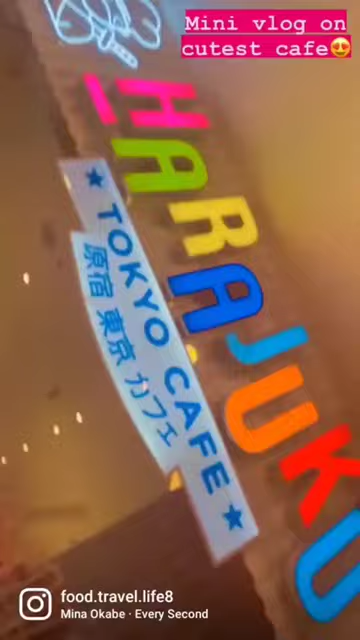 Mini vlog on
cutest cafe😍
HARAJUKU
★ TOKYO CAFE ★
原宿 東京 カフェ
food.travel.life8
Mina Okabe · Every Second